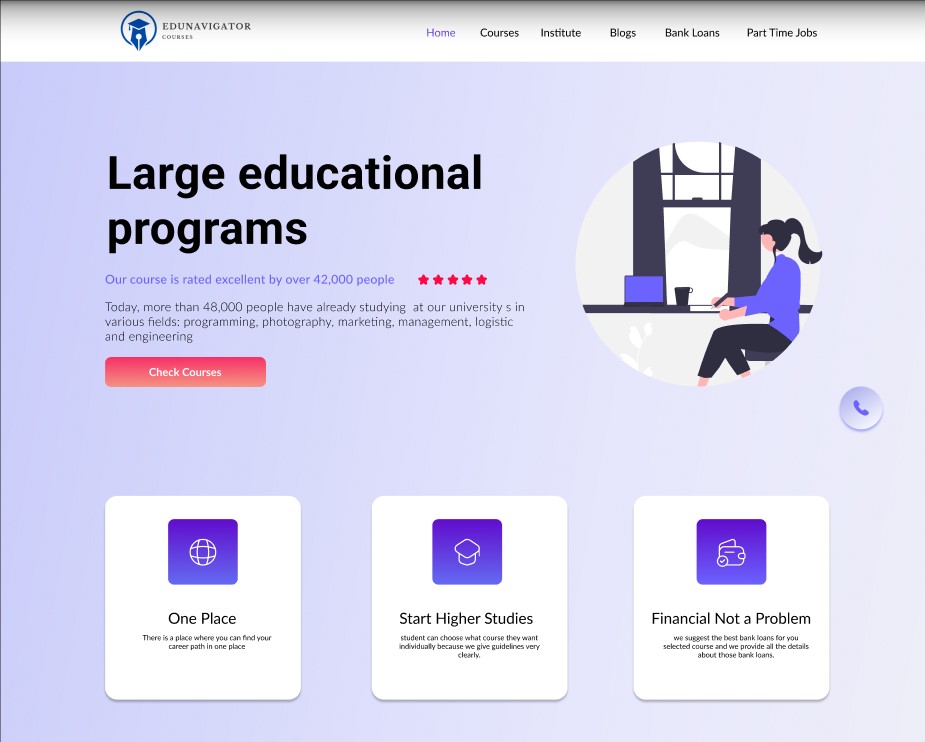 EDUNAVIGATOR
COURSES
Home Courses Institute Blogs Bank Loans Part Time Jobs
Large educational
programs
Our course is rated excellent by over 42,000 people
Today, more than 48,000 people have already studying at our university s in
various fields: programming, photography, marketing, management, logistic
and engineering
Check Courses
One Place
There is a place where you can find your
career path in one place
Start Higher Studies
student can choose what course they want
individually because we give guidelines very
clearly.
Financial Not a Problem
we suggest the best bank loans for you
selected course and we provide all the details
about those bank loans.